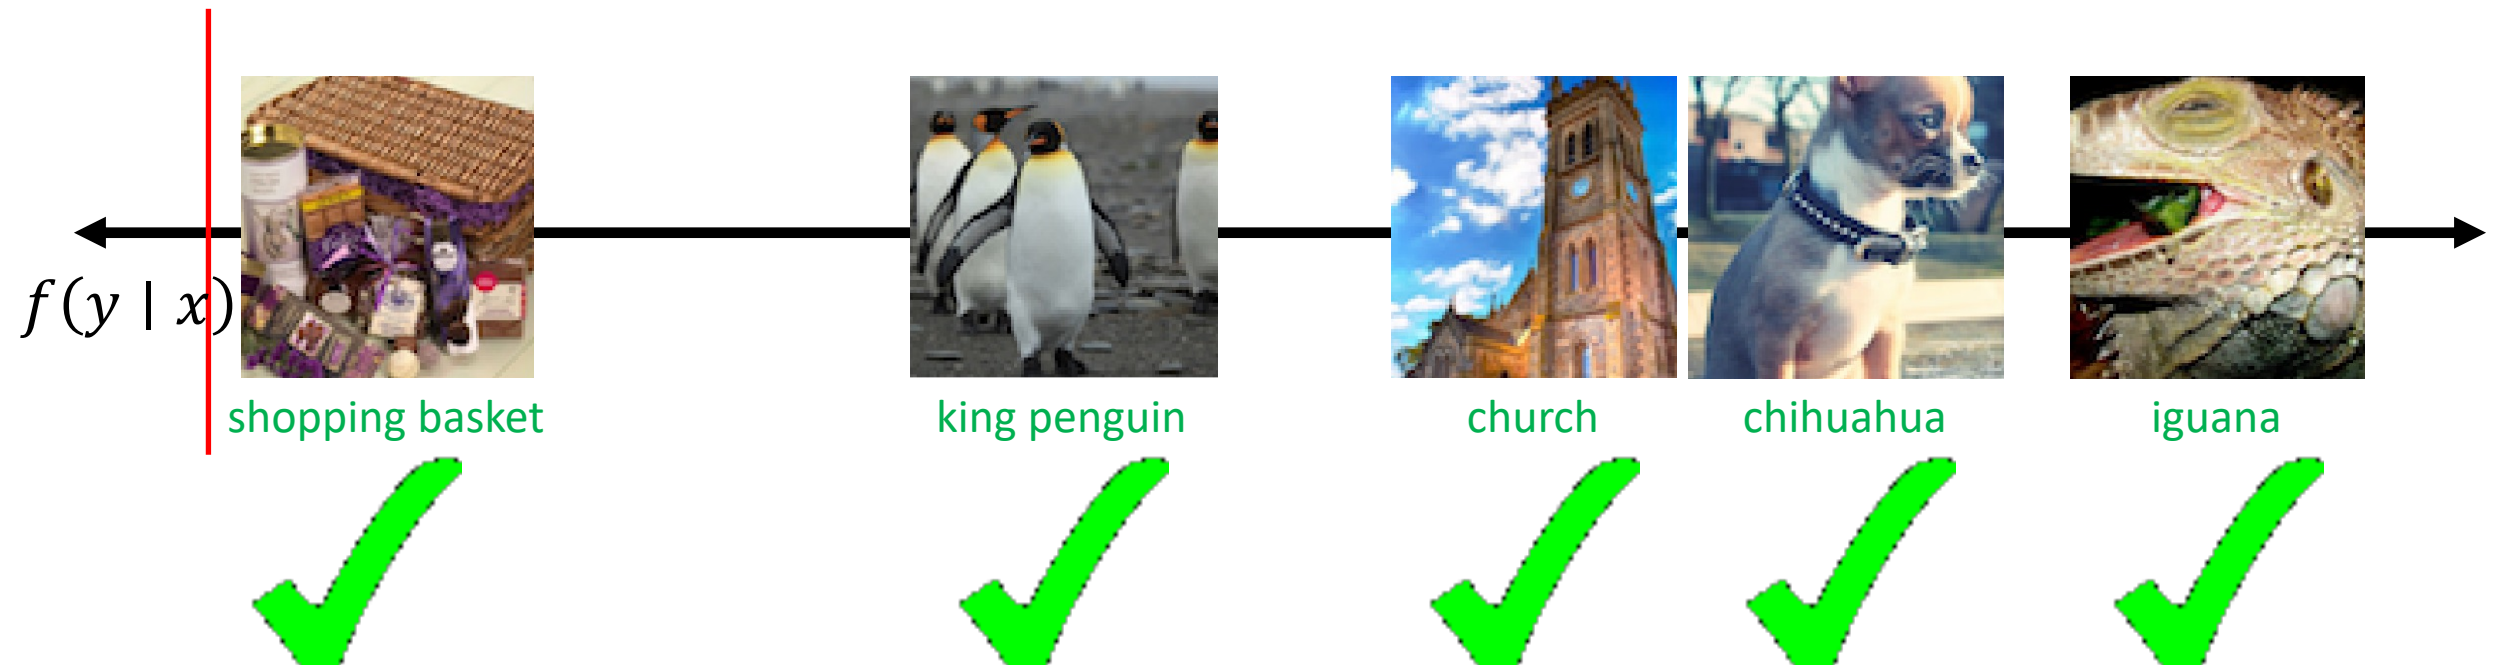 f(y | x)
shopping basket
king penguin
church
chihuahua
iguana